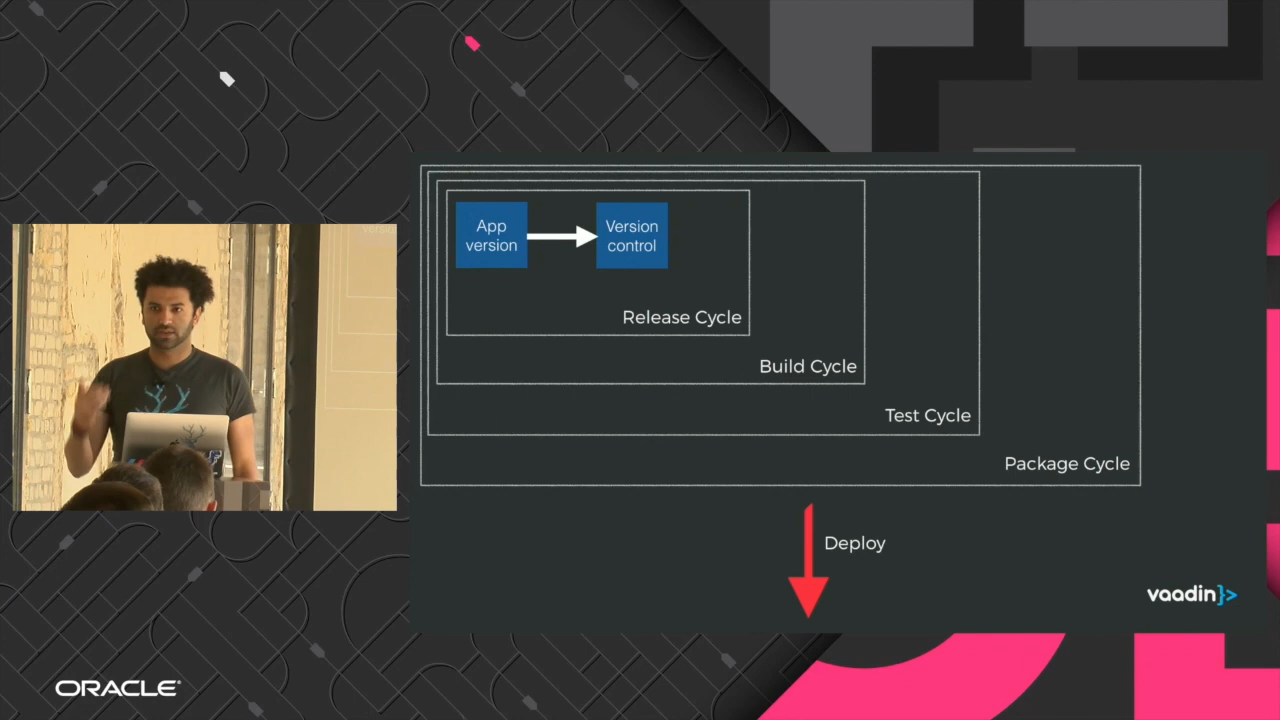 App
version
Version
control
Release Cycle
Build Cycle
Test Cycle
Package Cycle
Deploy
vaadin}>
ORACLE